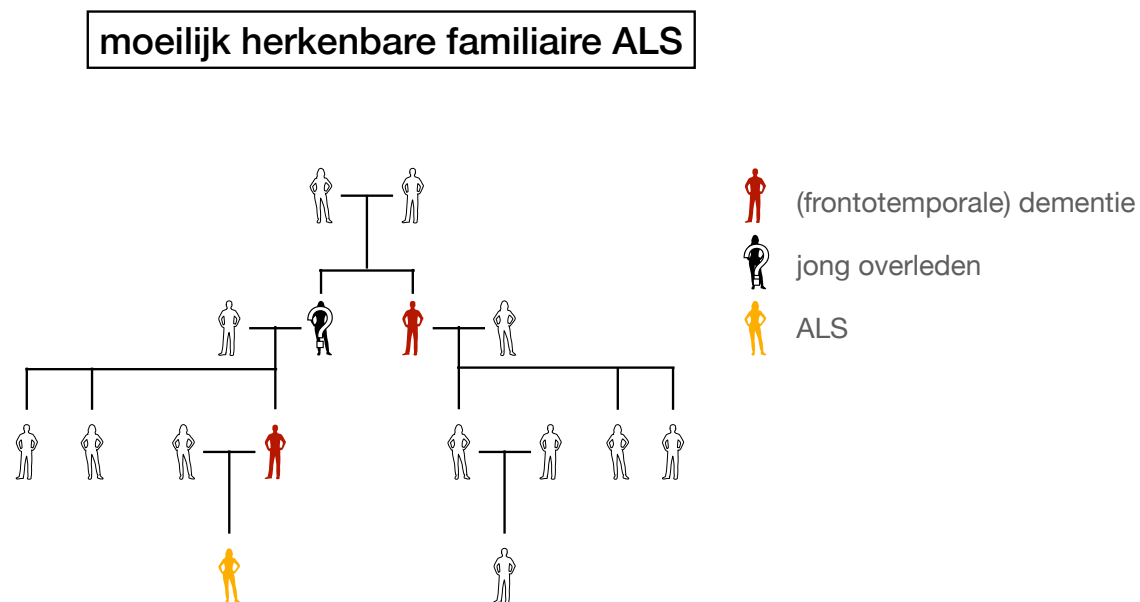 moeilijk herkenbare familiaire ALS
(frontotemporale) dementie
jong overleden
ALS